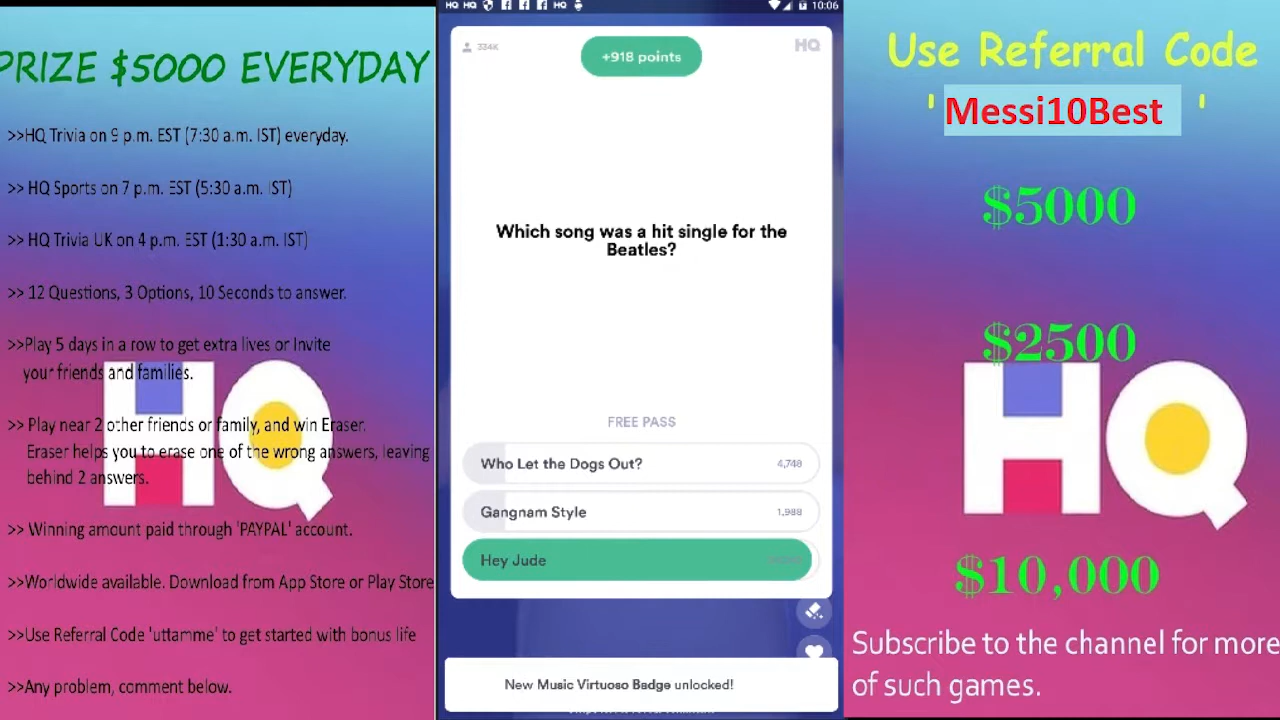 PRIZE $5000 EVERYDAY
>>HQ Trivia on 9 p.m. EST (7:30 a.m. IST) everyday.
>> HQ Sports on 7 p.m. EST (5:30 a.m. IST)
>> HQ Trivia UK on 4 p.m. EST (1:30 a.m. IST)
>> 12 Questions, 3 Options, 10 Seconds to answer.
>>Play 5 days in a row to get extra lives or Invite
your friends and families.
>> Play near 2 other friends or family, and win Eraser.
Eraser helps you to erase one of the wrong answers, leaving
behind 2 answers.
>> Winning amount paid through 'PAYPAL' account.
>>Worldwide available. Download from App Store or Play Store
>>Use Referral Code 'uttamme' to get started with bonus life
>>Any problem, comment below.
HQ
HQ HQ HQ 10:06
334K
+918 points
HQ
Which song was a hit single for the
Beatles?
FREE PASS
Who Let the Dogs Out? 4,748
Gangnam Style 1,988
Hey Jude
New Music Virtuoso Badge unlocked!
Use Referral Code
' Messi10Best '
$5000
$2500
HQ
$10,000
Subscribe to the channel for more
of such games.